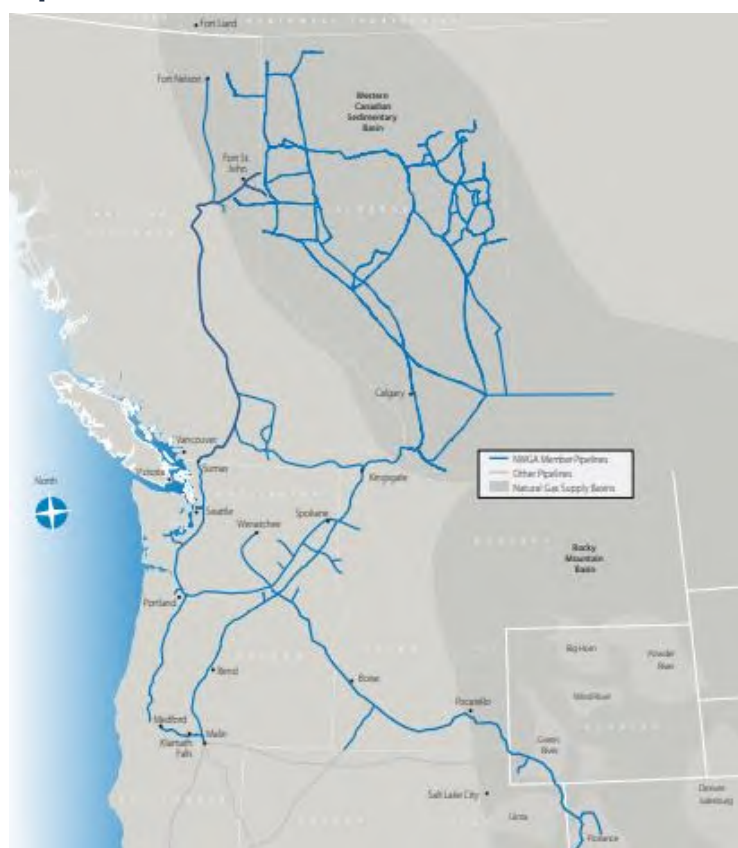 Fort Liard
Fort Nelson
Western
Canadian
Sedimentary
Basin
Fort St.
John
ALBERTA
Calgary
Vancouver
Victoria
Sumas
Kingsgate
NWGA Member Pipelines
Other Pipelines
Natural Gas Supply Basins
North
Seattle
Wenatchee
Spokane
Rocky
Mountain
Basin
Portland
Big Horn
Powder
River
Bend
Boise
Wind River
Pocatello
Medford
Klamath
Falls
Malin
Green
River
Salt Lake City
Uinta
Denver
Julesburg